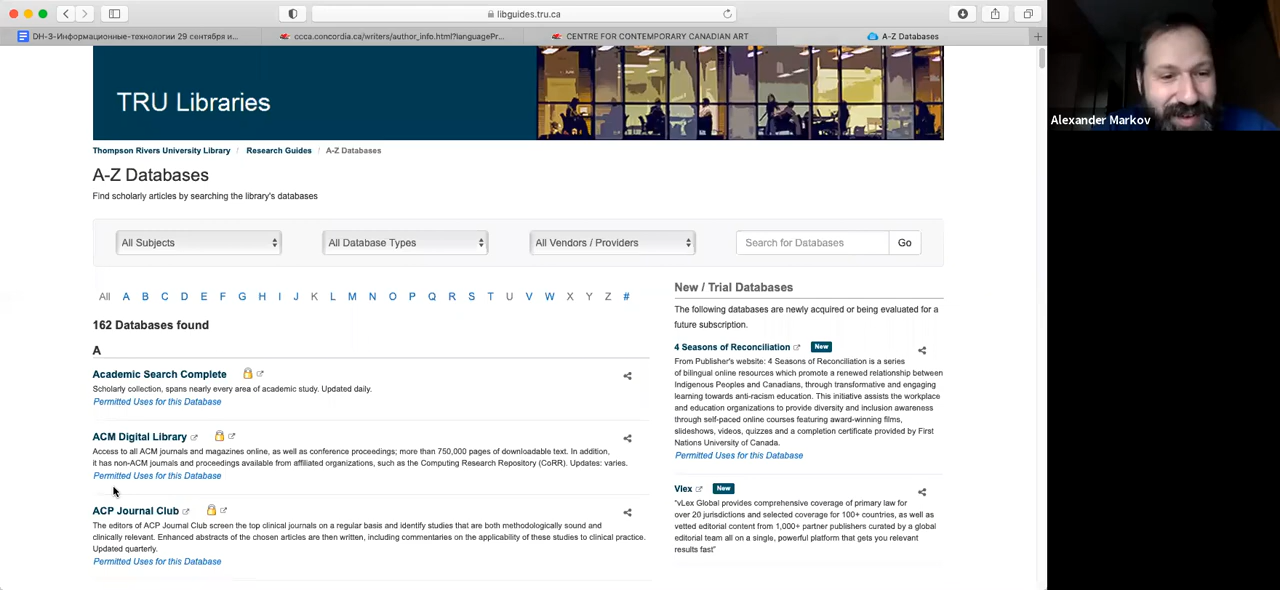 libguides.tru.ca
DH-3-Информационные-технологии 29 сентября и...
ccca.concordia.ca/writers/author_info.html?languagePr...
CENTRE FOR CONTEMPORARY CANADIAN ART
A-Z Databases
TRU Libraries
Alexander Markov
Thompson Rivers University Library / Research Guides / A-Z Databases
A-Z Databases
Find scholarly articles by searching the library's databases
All Subjects
All Database Types
All Vendors / Providers
Search for Databases
Go
All A B C D E F G H I J K L M N O P Q R S T U V W X Y Z #
162 Databases found
A
Academic Search Complete
Scholarly collection, spans nearly every area of academic study. Updated daily.
Permitted Uses for this Database
ACM Digital Library
Access to all ACM journals and magazines online, as well as conference proceedings; more than 750,000 pages of downloadable text. In addition,
it has non-ACM journals and proceedings available from affiliated organizations, such as the Computing Research Repository (CoRR). Updates: varies.
Permitted Uses for this Database
ACP Journal Club
The editors of ACP Journal Club screen the top clinical journals on a regular basis and identify studies that are both methodologically sound and
clinically relevant. Enhanced abstracts of the chosen articles are then written, including commentaries on the applicability of these studies to clinical practice.
Updated quarterly.
Permitted Uses for this Database
New / Trial Databases
The following databases are newly acquired or being evaluated for a
future subscription.
4 Seasons of Reconciliation New
From Publisher's website: 4 Seasons of Reconciliation is a series
of bilingual online resources which promote a renewed relationship between
Indigenous Peoples and Canadians, through transformative and engaging
learning towards anti-racism education. This initiative assists the workplace
and education organizations to provide diversity and inclusion awareness
through self-paced online courses featuring award-winning films,
slideshows, videos, quizzes and a completion certificate provided by First
Nations University of Canada.
Permitted Uses for this Database
Vlex New
"vLex Global provides comprehensive coverage of primary law for
over 20 jurisdictions and selected coverage for 100+ countries, as well as
vetted editorial content from 1,000+ partner publishers curated by a global
editorial team all on a single, powerful platform that gets you relevant
results fast"